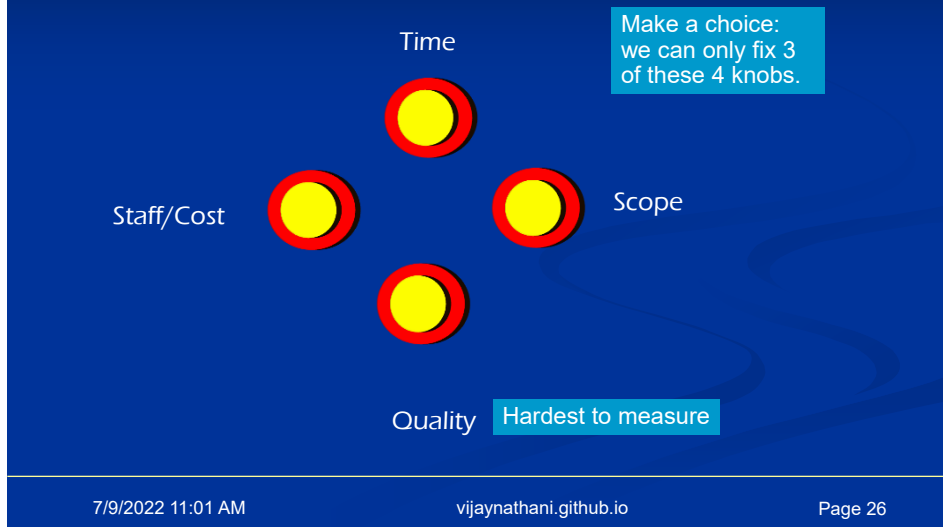 Time
Make a choice:
we can only fix 3
of these 4 knobs.
Staff/Cost
Scope
Quality
Hardest to measure
7/9/2022 11:01 AM
vijaynathani.github.io
Page 26